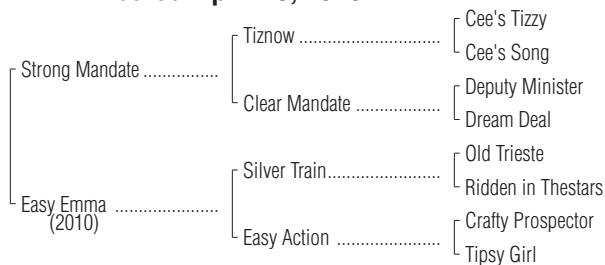 Cee's Tizzy
Tiznow
Cee's Song
Strong Mandate
Deputy Minister
Clear Mandate
Dream Deal
Old Trieste
Silver Train
Ridden in Thestars
Easy Emma
(2010)
Crafty Prospector
Easy Action
Tipsy Girl